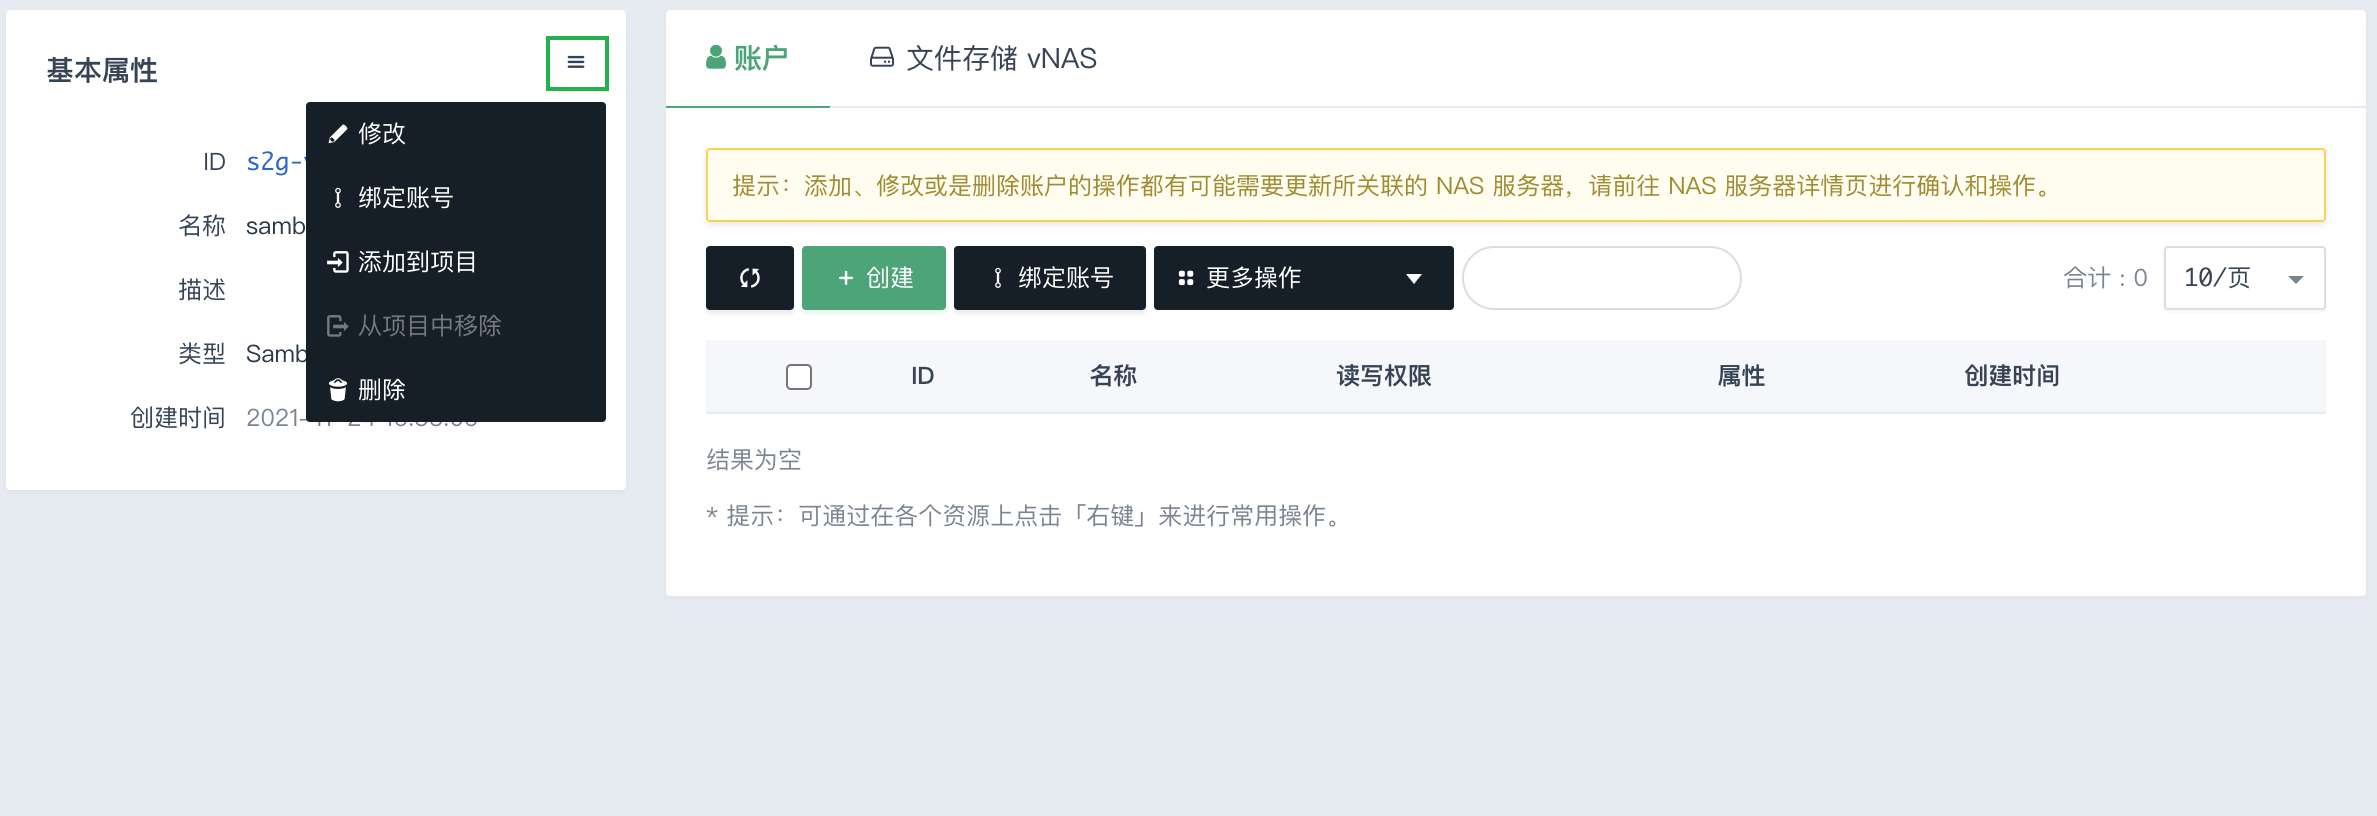 基本属性
修改
绑定账号
添加到项目
从项目中移除
删除
ID s2g-
名称 samb
描述
类型 Samb
创建时间 2021-
账户 文件存储 vNAS
提示：添加、修改或是删除账户的操作都有可能需要更新所关联的 NAS 服务器，请前往 NAS 服务器详情页进行确认和操作。
+ 创建 绑定账号 更多操作 合计：0 10/页
ID 名称 读写权限 属性 创建时间
结果为空
* 提示：可通过在各个资源上点击「右键」来进行常用操作。